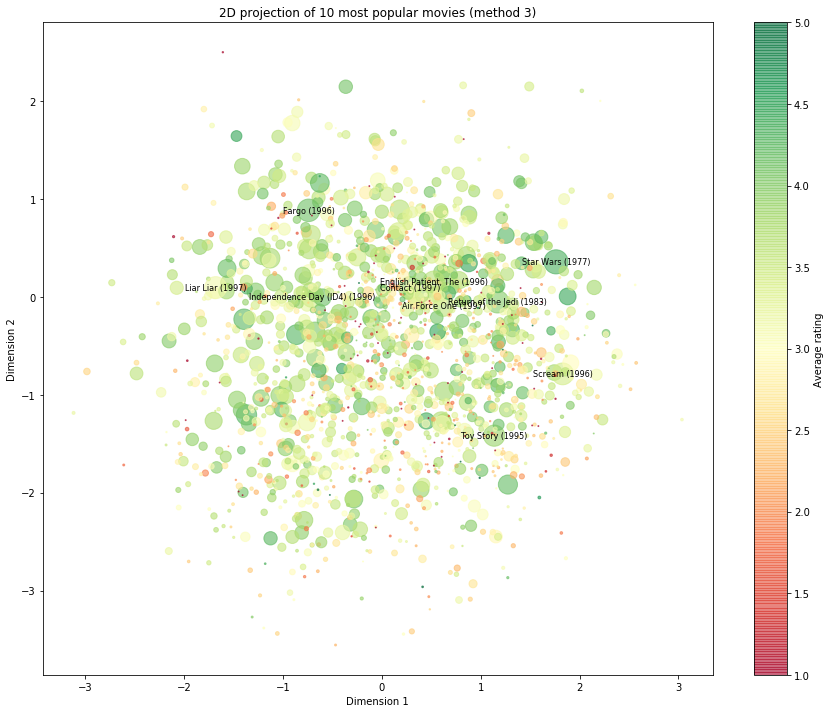 2D projection of 10 most popular movies (method 3)
5.0
4.5
4.0
3.5
3.0
2.5
2.0
1.5
1.0
Average rating
2
1
0
−1
−2
−3
Dimension 2
Fargo (1996)
Star Wars (1977)
English Patient, The (1996)
Liar Liar (1997)
Contact (1997)
Independence Day (ID4) (1996)
Return of the Jedi (1983)
Air Force One (1997)
Scream (1996)
Toy Story (1995)
−3
−2
−1
0
1
2
3
Dimension 1